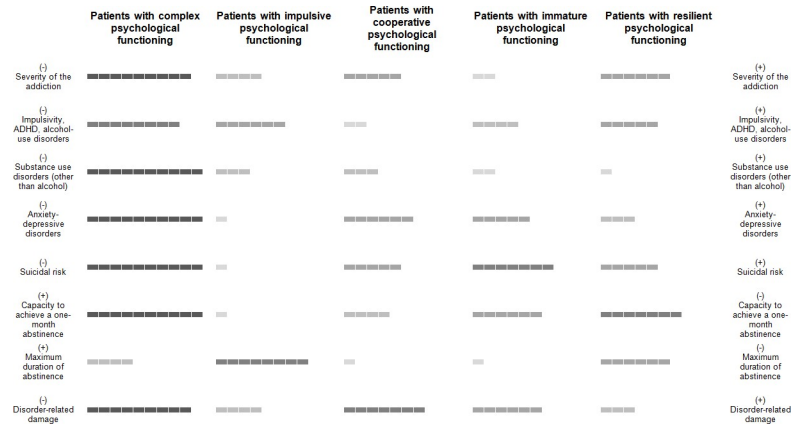 Patients with complex
psychological
functioning
Patients with impulsive
psychological
functioning
Patients with
cooperative
psychological
functioning
Patients with immature
psychological
functioning
Patients with resilient
psychological functioning
(-)
Severity of the
addiction
(+)
Severity of the
addiction
(-)
Impulsivity,
ADHD, alcohol-
use disorders
(+)
Impulsivity,
ADHD, alcohol-
use disorders
(-)
Substance use
disorders (other
than alcohol)
(+)
Substance use
disorders (other
than alcohol)
(-)
Anxiety-
depressive
disorders
(+)
Anxiety-
depressive
disorders
(-)
Suicidal risk
(+)
Suicidal risk
(+)
Capacity to
achieve a one-
month
abstinence
(-)
Capacity to
achieve a one-
month
abstinence
(+)
Maximum
duration of
abstinence
(-)
Maximum
duration of
abstinence
(-)
Disorder-related
damage
(+)
Disorder-related
damage